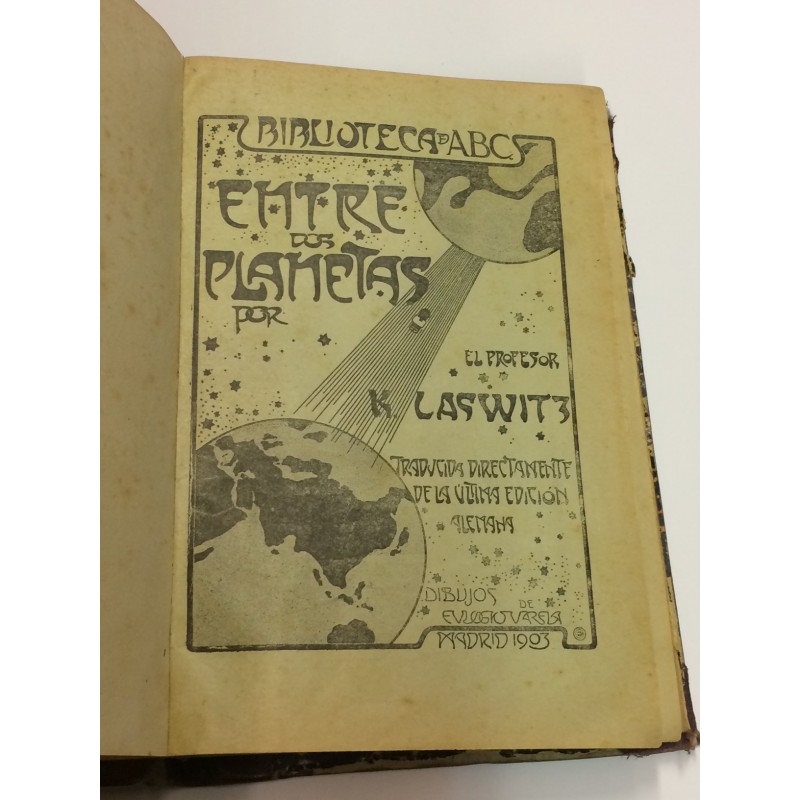 BIBLIOTECA DE ABC.
ENTRE
DOS
PLANETAS
POR
EL PROFESOR
K. LASWITZ
TRADUCIDA DIRECTAMENTE
DE LA ÚLTIMA EDICIÓN
ALEMANA
DIBUJOS DE
EULOGIO VARELA
MADRID 1903